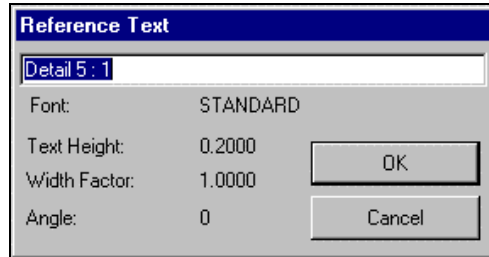 Reference Text
Detail 5 : 1
Font: STANDARD
Text Height: 0.2000
Width Factor: 1.0000
Angle: 0
OK
Cancel